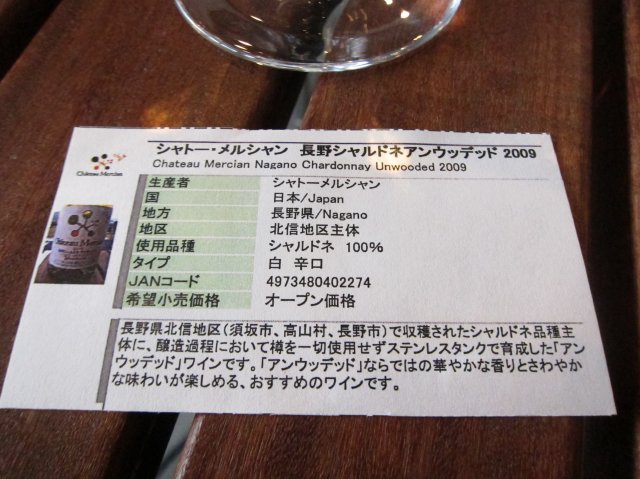 シャトー・メルシャン 長野シャルドネアンウッデッド 2009
Chateau Mercian Nagano Chardonnay Unwooded 2009
Château Mercian
生産者 シャトーメルシャン
国 日本/Japan
地方 長野県/Nagano
地区 北信地区主体
使用品種 シャルドネ 100%
タイプ 白 辛口
JANコード 4973480402274
希望小売価格 オープン価格
長野県北信地区(須坂市、高山村、長野市)で収穫されたシャルドネ品種主
体に、醸造過程において樽を一切使用せずステンレスタンクで育成した「アン
ウッデッド」ワインです。「アンウッデッド」ならではの華やかな香りとさわやか
な味わいが楽しめる、おすすめのワインです。